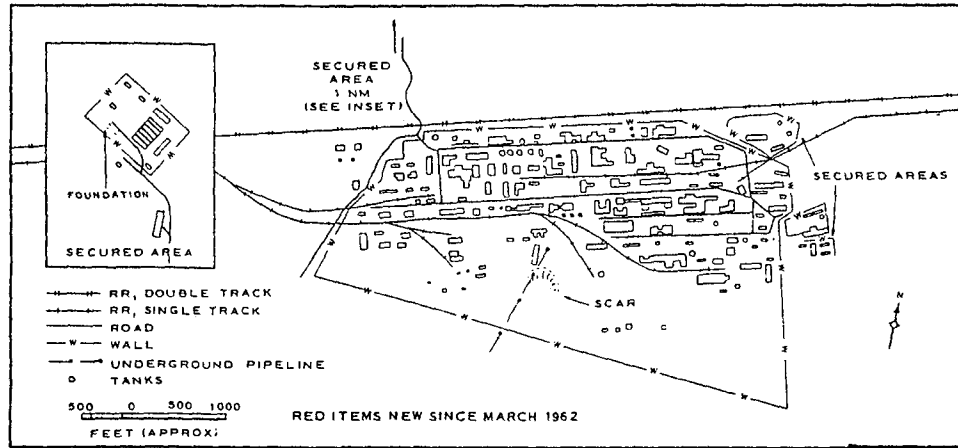 SECURED
AREA
1 NM
(SEE INSET)
FOUNDATION
SECURED AREA
SECURED AREAS
SCAR
N
RR, DOUBLE TRACK
RR, SINGLE TRACK
ROAD
W WALL
UNDERGROUND PIPELINE
TANKS
500 0 500 1000
FEET (APPROX)
RED ITEMS NEW SINCE MARCH 1962